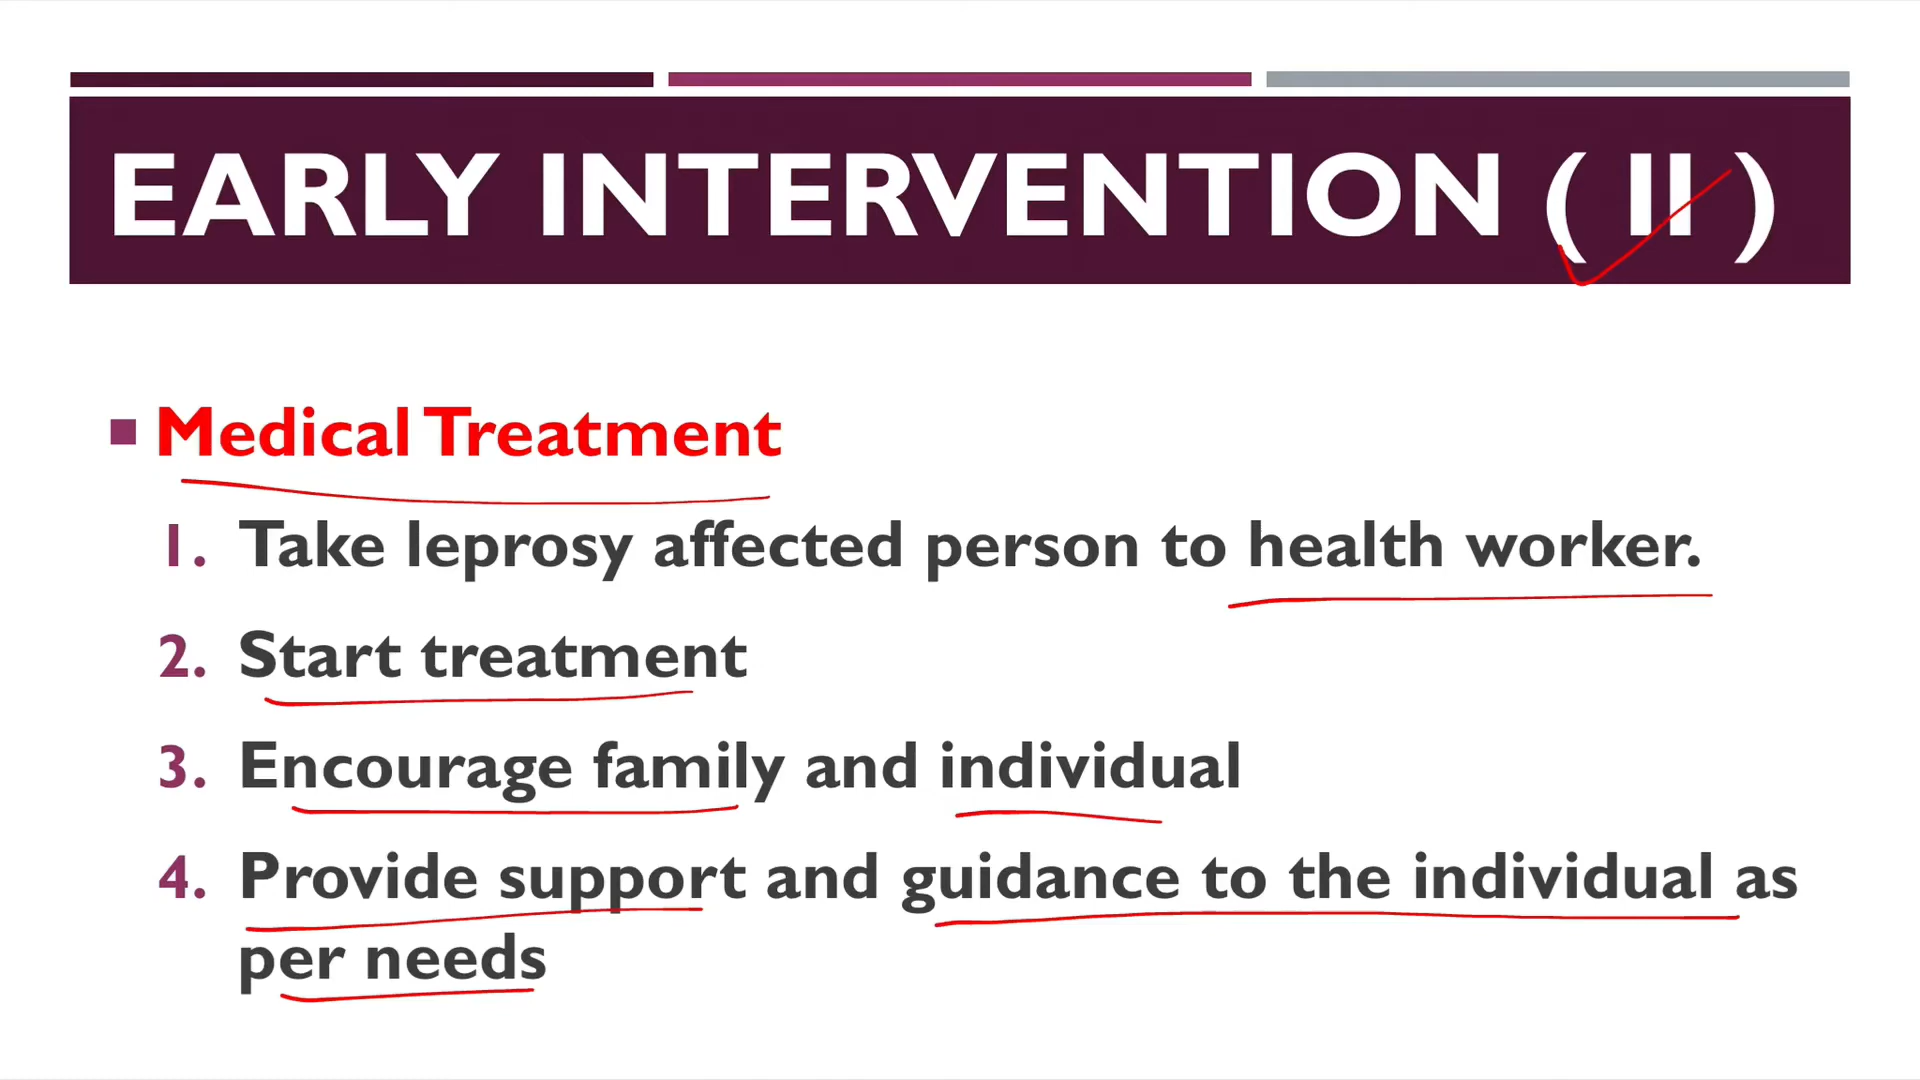 EARLY INTERVENTION ( II )
Medical Treatment
1. Take leprosy affected person to health worker.
2. Start treatment
3. Encourage family and individual
4. Provide support and guidance to the individual as
per needs